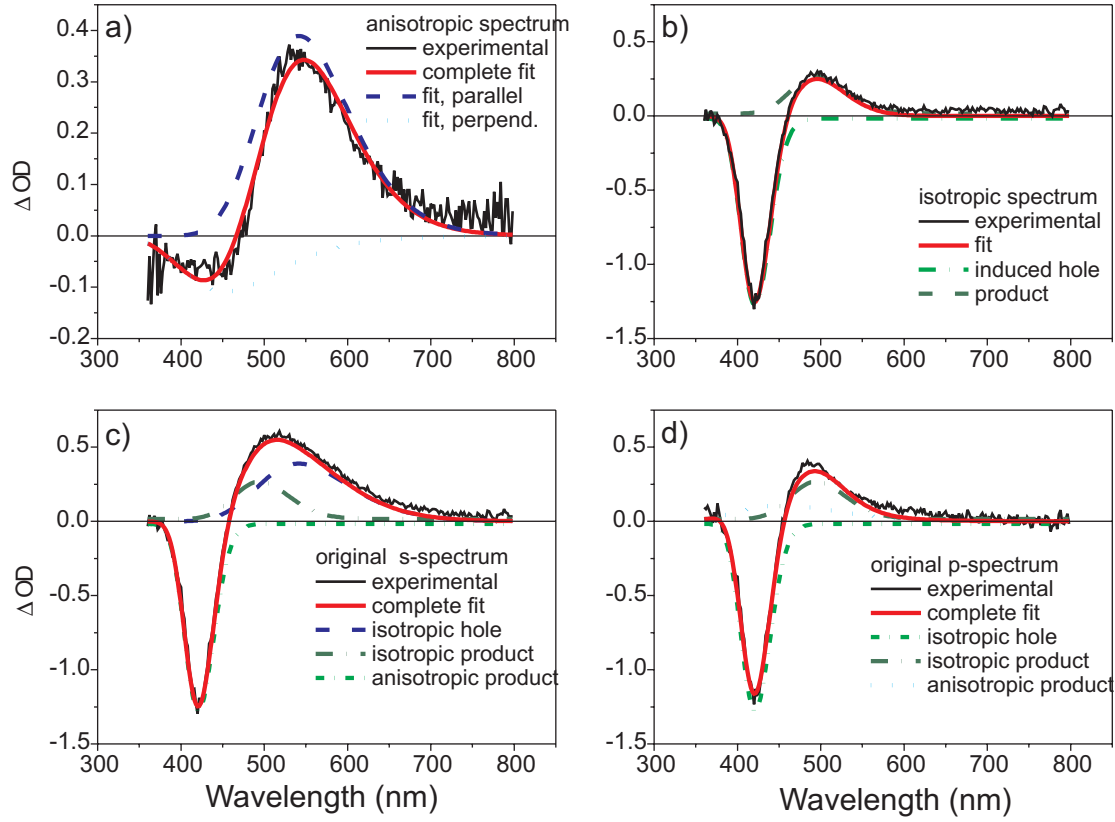 a)
anisotropic spectrum
experimental
complete fit
fit, parallel
fit, perpend.
0.4
0.3
0.2
0.1
0.0
-0.1
-0.2
Δ OD
300 400 500 600 700 800
b)
0.5
0.0
-0.5
-1.0
-1.5
isotropic spectrum
experimental
fit
induced hole
product
300 400 500 600 700 800
c)
0.5
0.0
-0.5
-1.0
-1.5
Δ OD
original s-spectrum
experimental
complete fit
isotropic hole
isotropic product
anisotropic product
300 400 500 600 700 800
Wavelength (nm)
d)
0.5
0.0
-0.5
-1.0
-1.5
original p-spectrum
experimental
complete fit
isotropic hole
isotropic product
anisotropic product
300 400 500 600 700 800
Wavelength (nm)